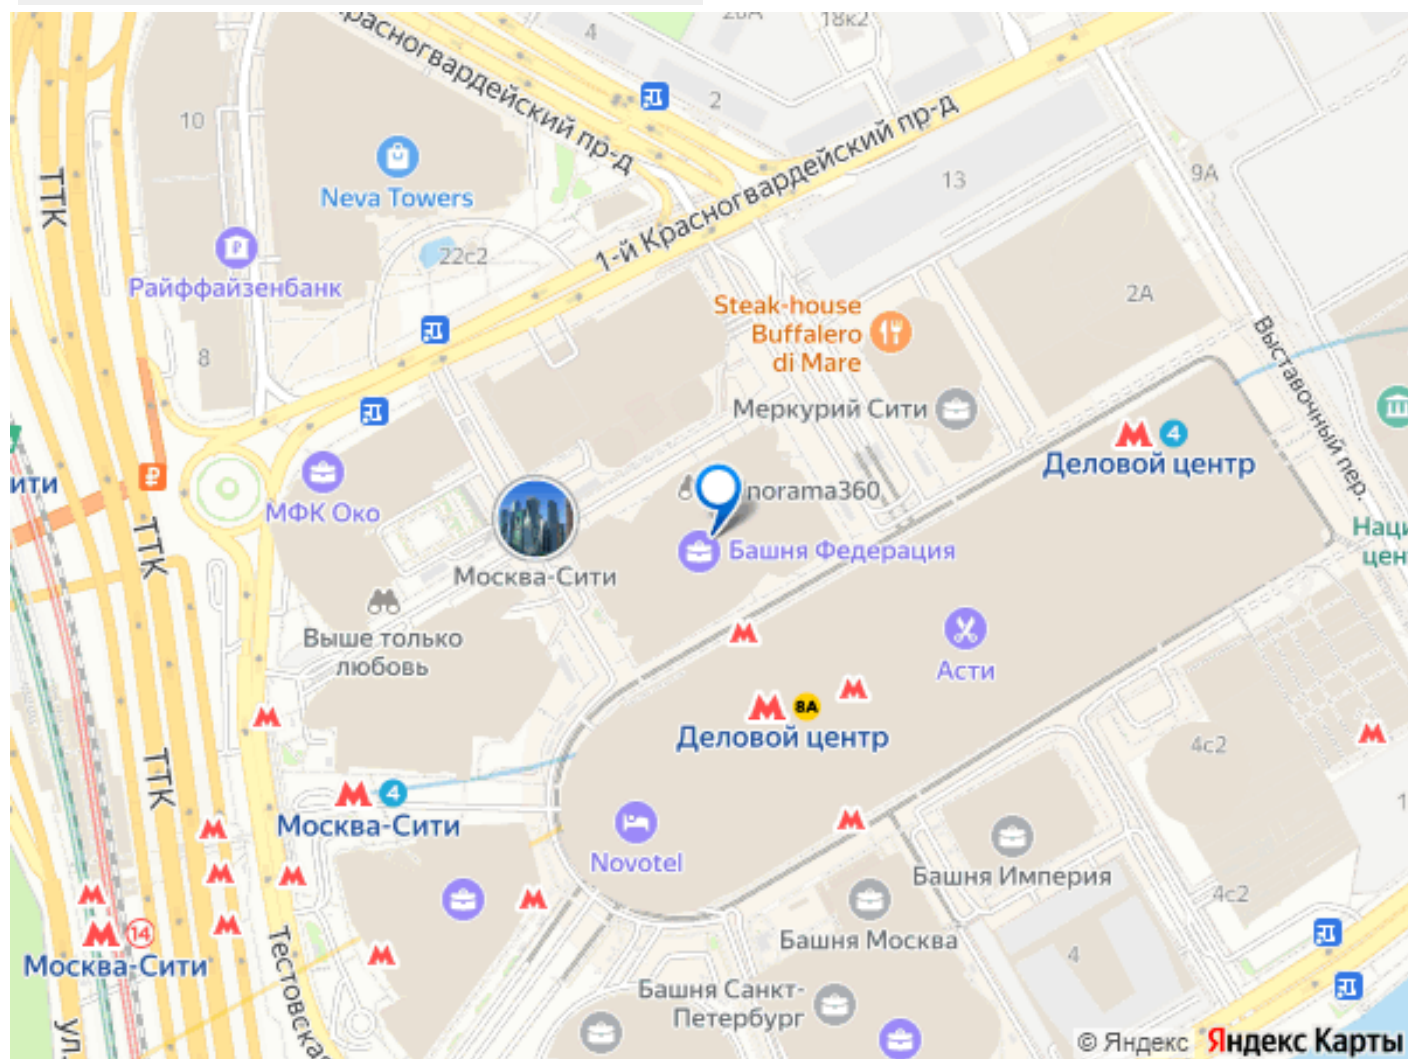 18к2
4
2
Красногвардейский пр-д
1-й Красногвардейский пр-д
10
13
9А
ТТК
Neva Towers
22с2
Райффайзенбанк
8
2А
Steak-house
Buffalero
di Mare
Выставочный пер.
Меркурий Сити
4
Деловой центр
МФК Око
norama360
Башня Федерация
Москва-Сити
ТТК
Выше только
любовь
Асти
8А
Деловой центр
4с2
ТТК
4
Москва-Сити
Novotel
Башня Империя
4с2
14
Москва-Сити
Тестовская
Башня Москва
4
Башня Санкт-
Петербург
ул.
© Яндекс Яндекс Карты